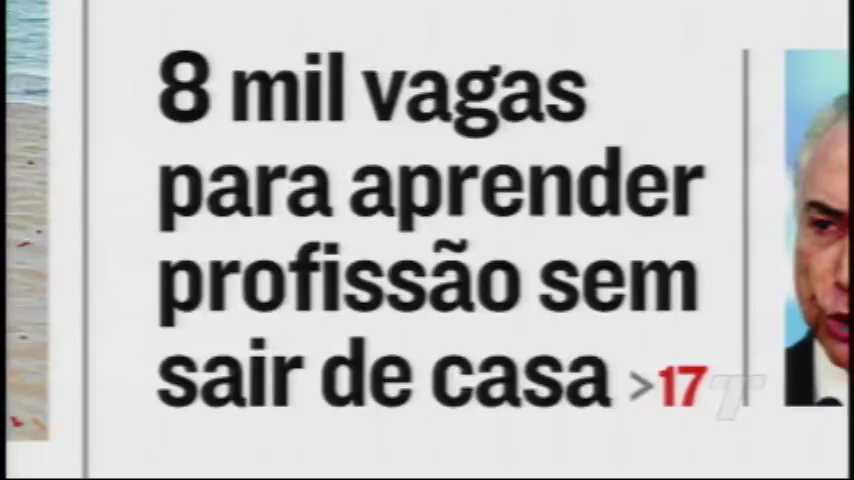 8 mil vagas
para aprender
profissão sem
sair de casa >17
T